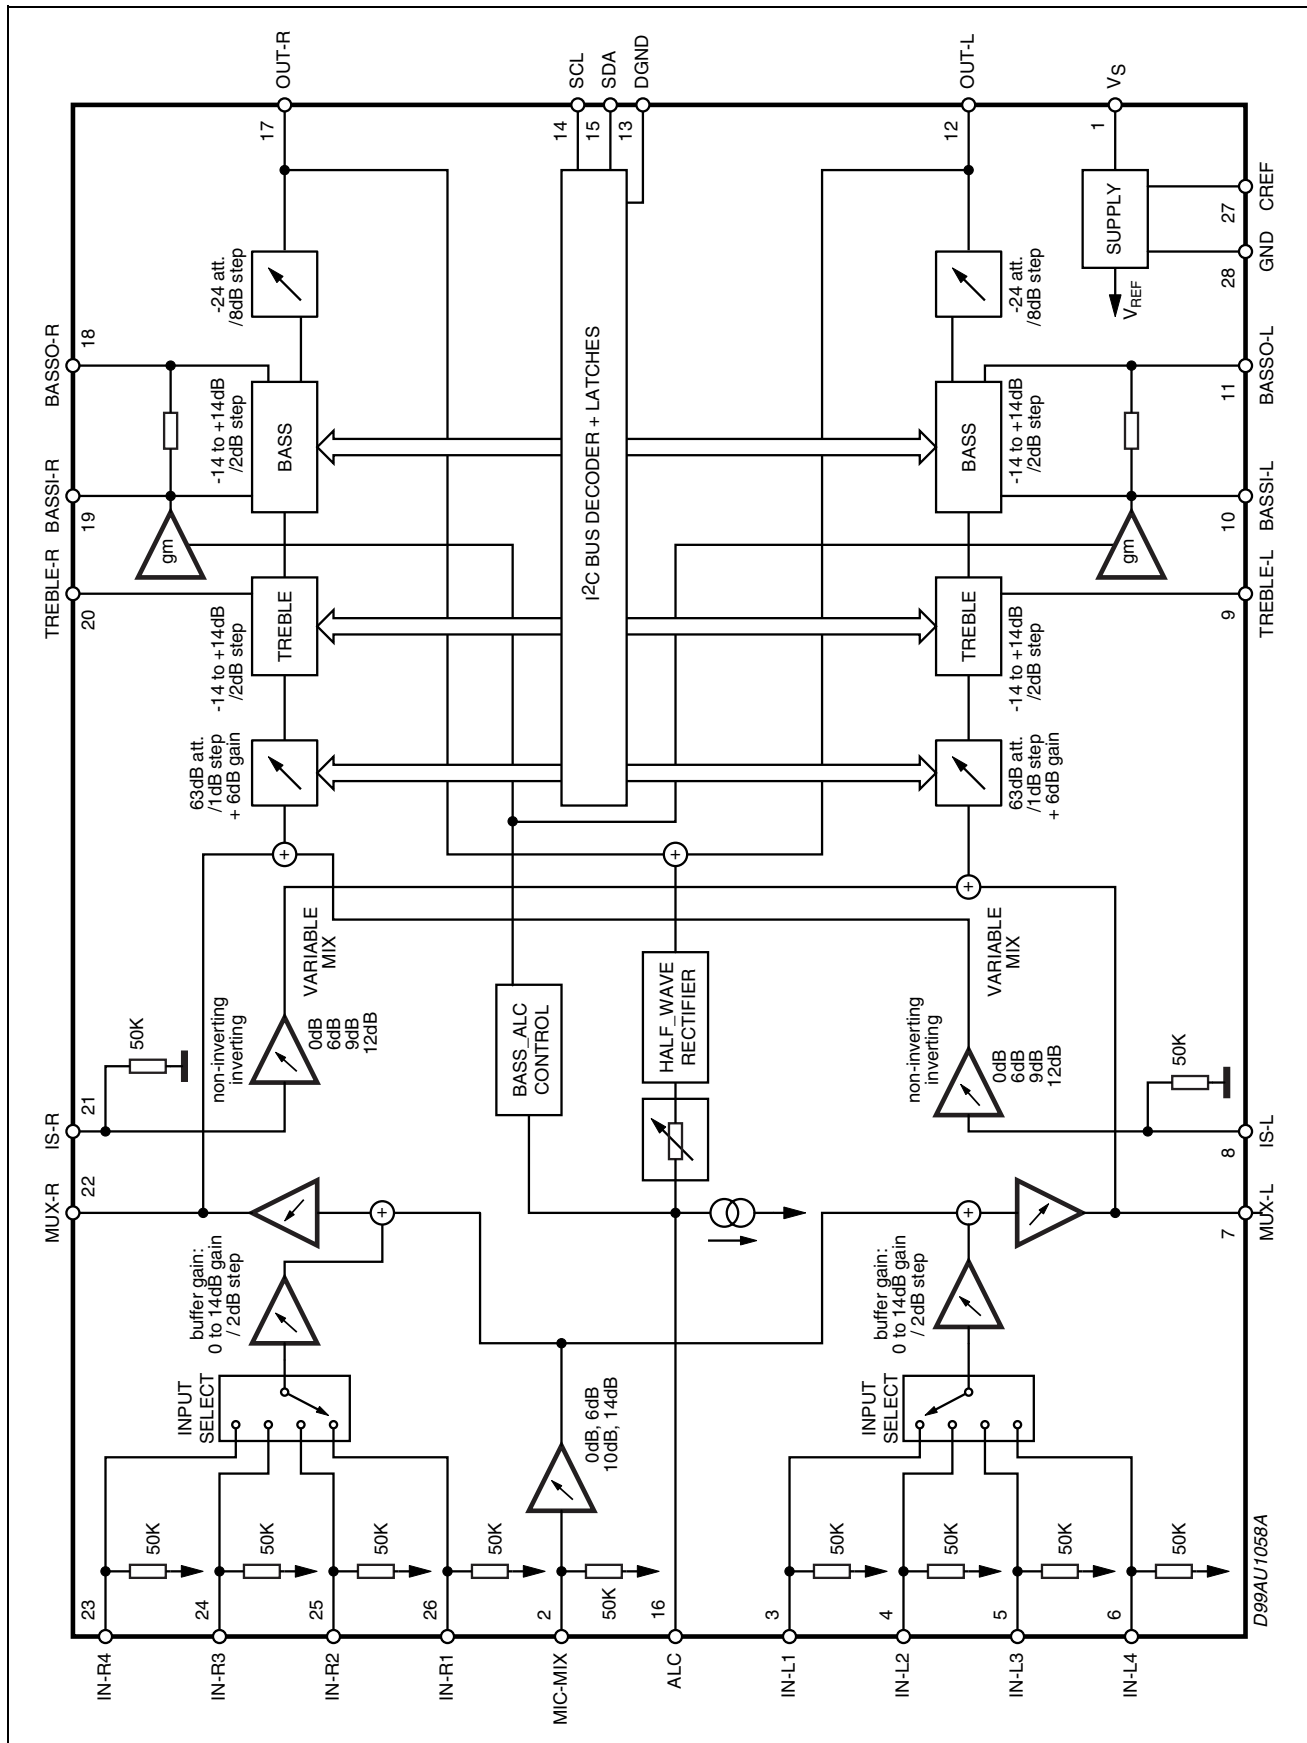 OUT-R
17
SCL
14
SDA
15
DGND
13
OUT-L
12
VS
1
BASSO-R
18
BASSI-R
19
TREBLE-R
20
-24 att.
/8dB step
-14 to +14dB
/2dB step
BASS
gm
TREBLE
-14 to +14dB
/2dB step
63dB att.
/1dB step
+ 6dB gain
+
I2C BUS DECODER + LATCHES
-24 att.
/8dB step
SUPPLY
VREF
CREF
27
GND
28
BASSO-L
11
BASSI-L
10
TREBLE-L
9
BASS
-14 to +14dB
/2dB step
gm
TREBLE
-14 to +14dB
/2dB step
63dB att.
/1dB step
+ 6dB gain
+
+
VARIABLE
MIX
non-inverting
inverting
0dB
6dB
9dB
12dB
50K
IS-R
21
MUX-R
22
BASS_ALC
CONTROL
HALF_WAVE
RECTIFIER
VARIABLE
MIX
non-inverting
inverting
0dB
6dB
9dB
12dB
50K
IS-L
8
MUX-L
7
+
+
buffer gain:
0 to 14dB gain
/ 2dB step
INPUT
SELECT
0dB, 6dB
10dB, 14dB
buffer gain:
0 to 14dB gain
/ 2dB step
INPUT
SELECT
50K
50K
50K
50K
50K
50K
50K
50K
50K
23
24
25
26
2
16
3
4
5
6
IN-R4
IN-R3
IN-R2
IN-R1
MIC-MIX
ALC
IN-L1
IN-L2
IN-L3
IN-L4
D99AU1058A